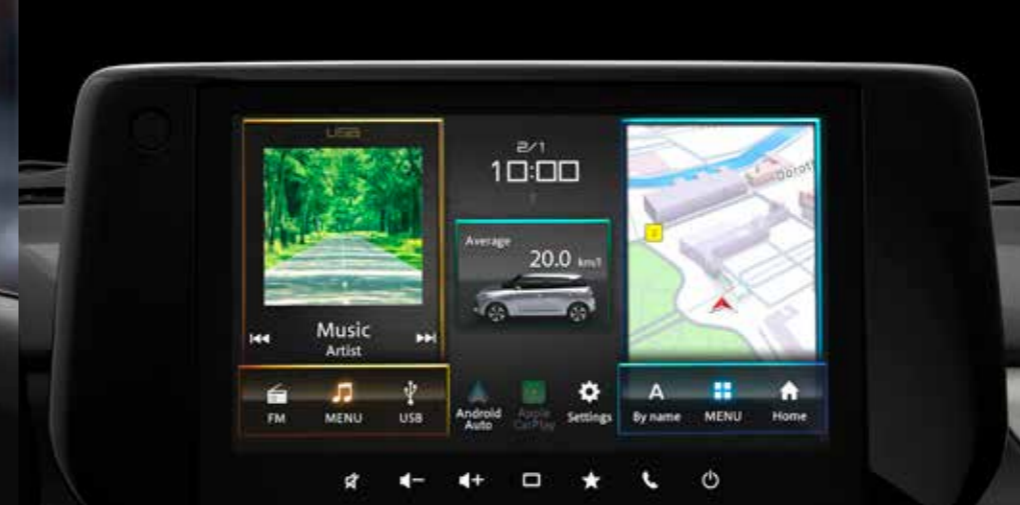 USB
Music
Artist
FM
MENU
USB
2/1
10:00
Average
20.0 km/l
Android
Auto
Apple
CarPlay
Settings
By name
MENU
Home